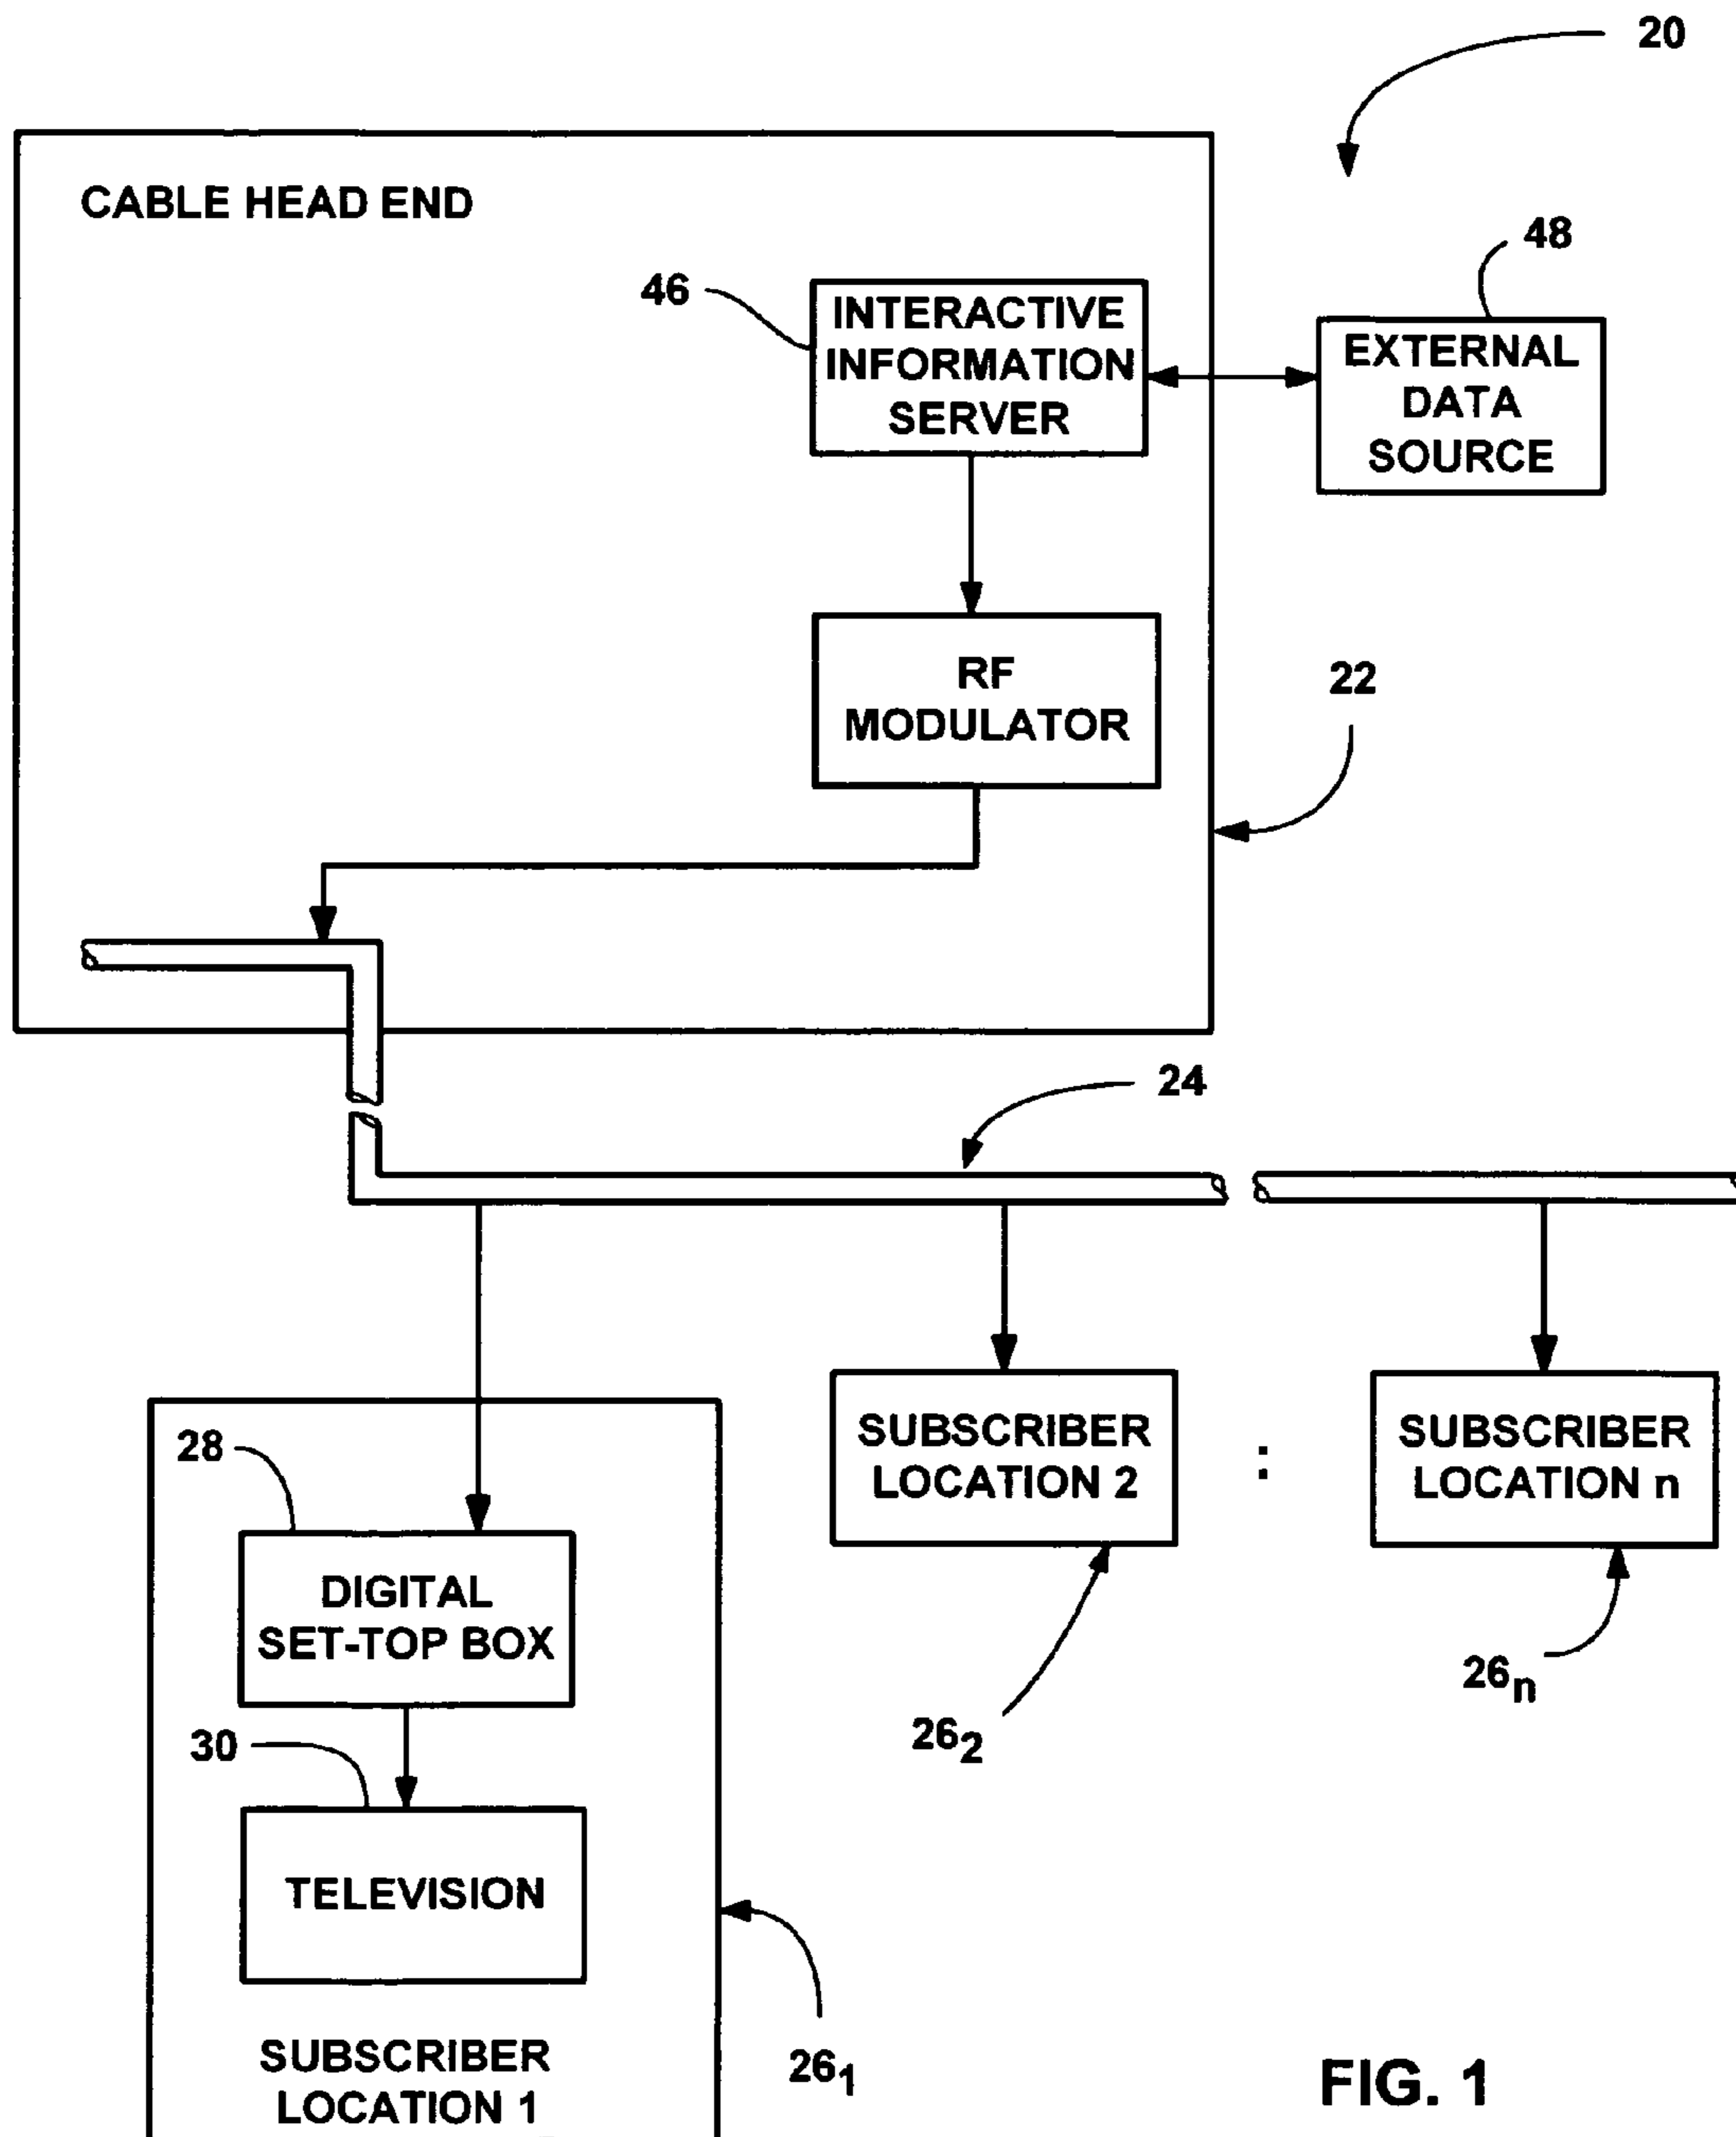 20
CABLE HEAD END
48
46
INTERACTIVE
INFORMATION
SERVER
EXTERNAL
DATA
SOURCE
RF
MODULATOR
22
24
28
SUBSCRIBER
LOCATION 2
:
SUBSCRIBER
LOCATION n
DIGITAL
SET-TOP BOX
26n
262
30
TELEVISION
SUBSCRIBER
LOCATION 1
261
FIG. 1